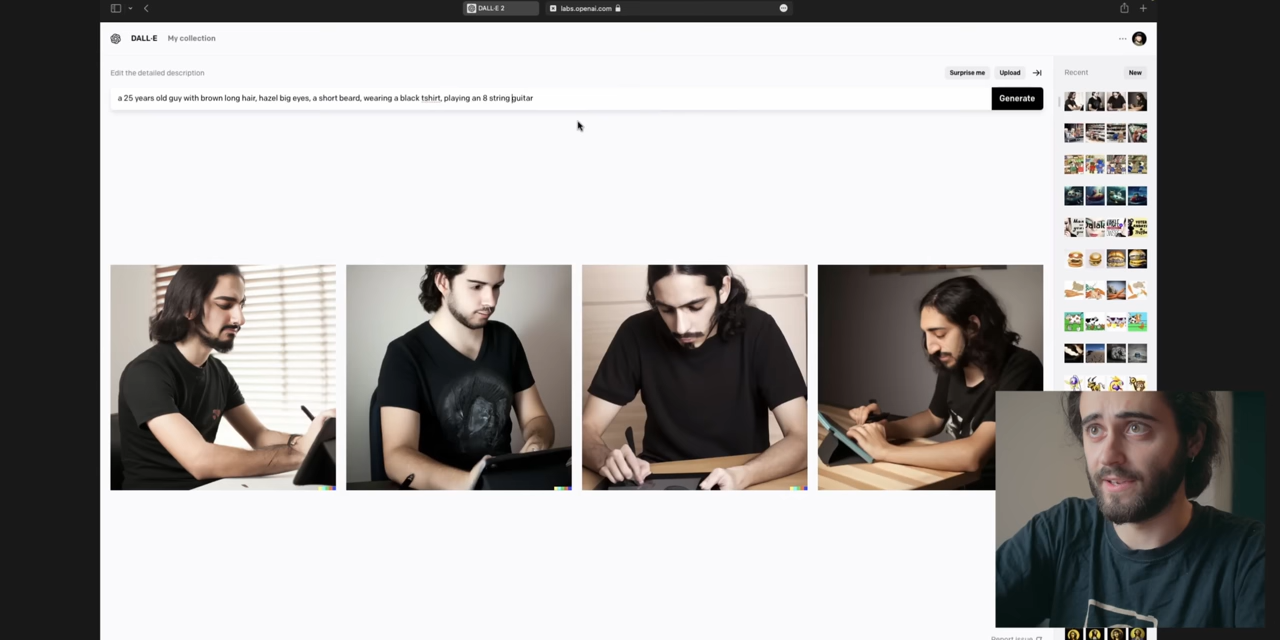 DALL·E 2
labs.openai.com
DALL·E My collection
Edit the detailed description
Surprise me
Upload
Recent
New
a 25 years old guy with brown long hair, hazel big eyes, a short beard, wearing a black tshirt, playing an 8 string guitar
Generate
Report issue